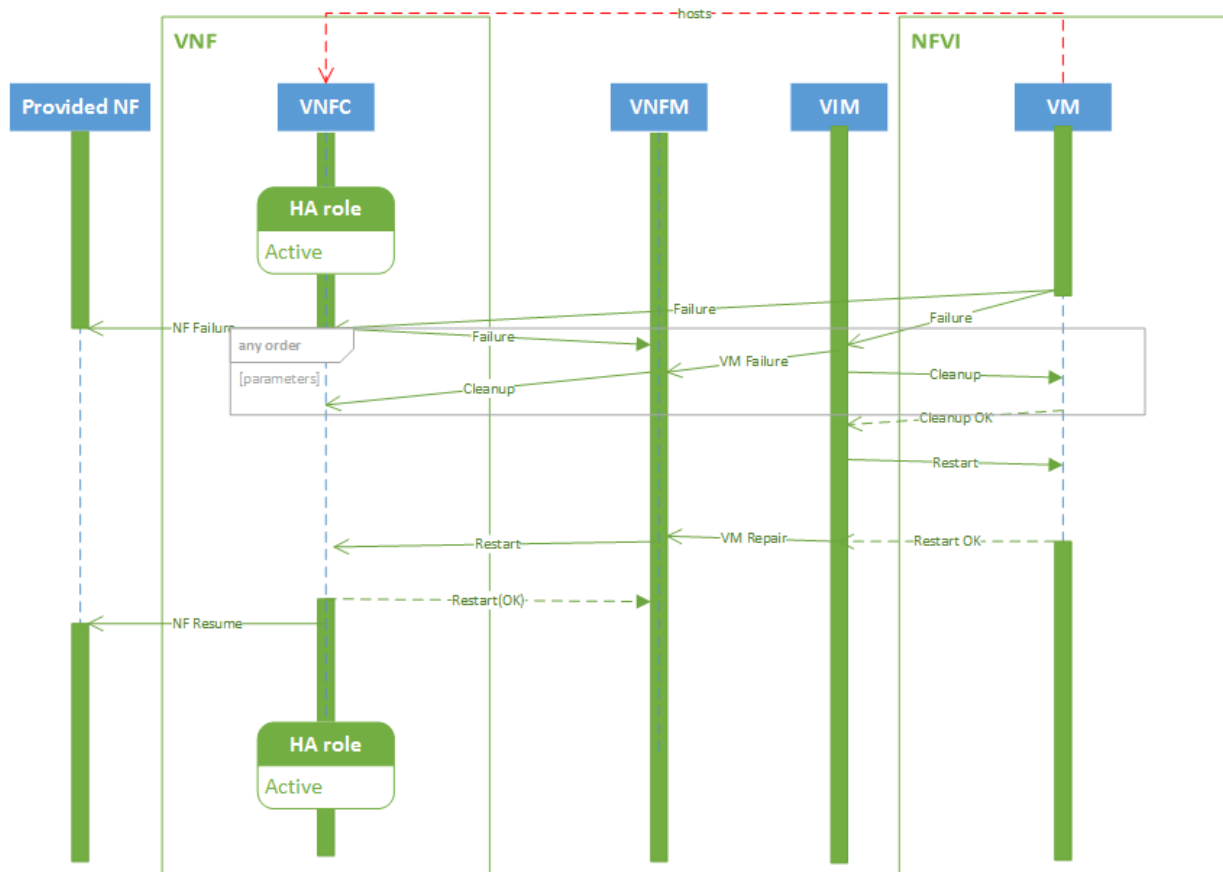 hosts
VNF
NFVI
Provided NF
VNFC
VNFM
VIM
VM
HA role
Active
Failure
Failure
NF Failure
Failure
any order
VM Failure
[parameters]
Cleanup
Cleanup
Cleanup OK
Restart
VM Repair
Restart OK
Restart
Restart(OK)
NF Resume
HA role
Active